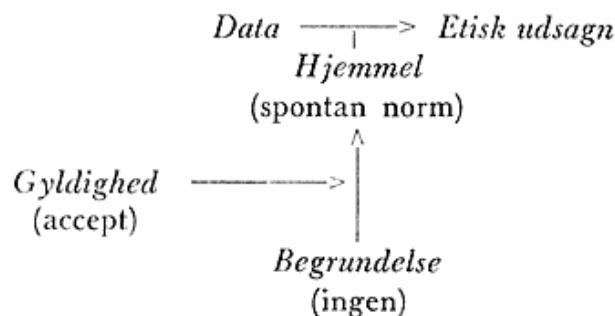 Data Etisk udsagn
Hjemmel
(spontan norm)
Gyldighed
(accept)
Begrundelse
(ingen)